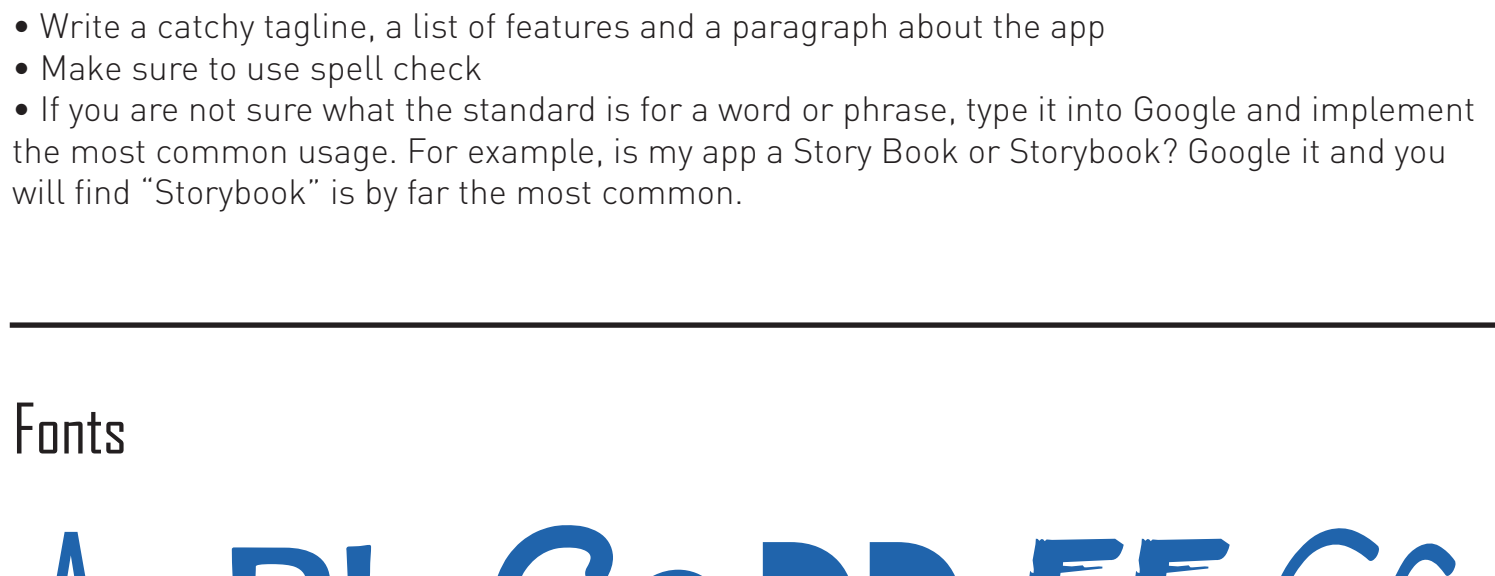 • Write a catchy tagline, a list of features and a paragraph about the app
• Make sure to use spell check
• If you are not sure what the standard is for a word or phrase, type it into Google and implement
the most common usage. For example, is my app a Story Book or Storybook? Google it and you
will find “Storybook” is by far the most common.
Fonts